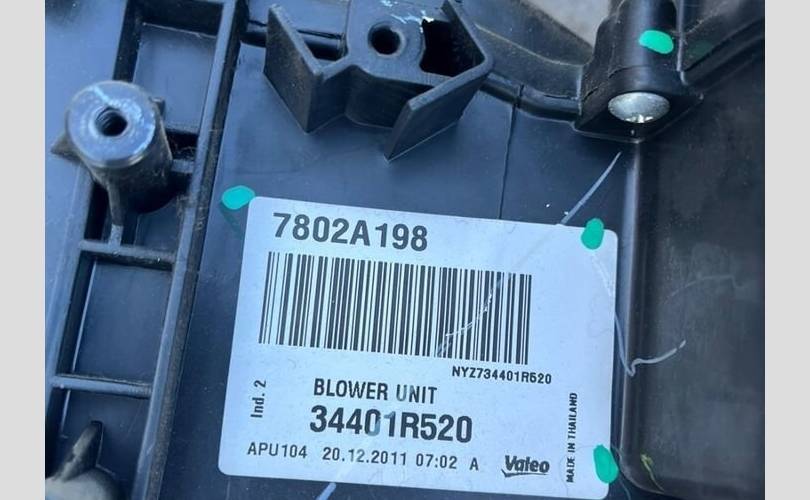 7802A198
NYZ734401R520
Ind. 2
BLOWER UNIT
34401R520
APU104 20.12.2011 07:02 A Valeo
MADE IN THAILAND